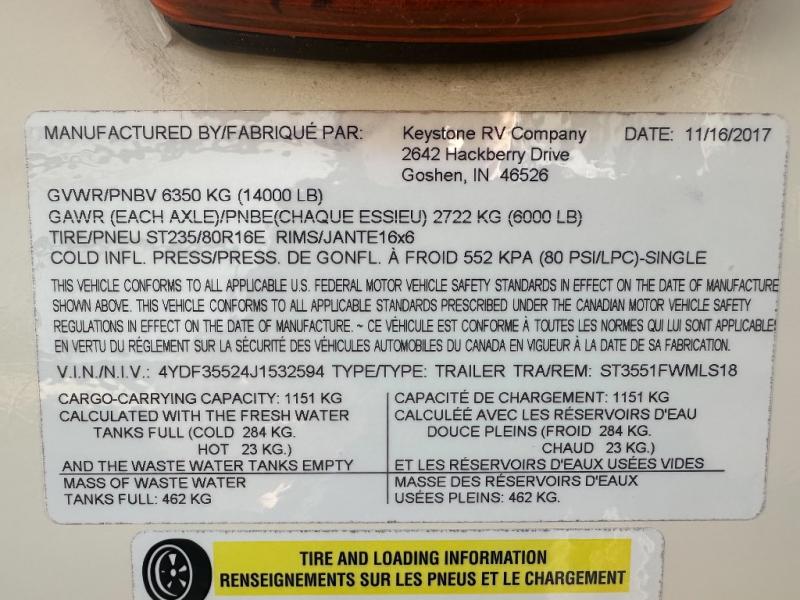 MANUFACTURED BY/FABRIQUÉ PAR: Keystone RV Company DATE: 11/16/2017
2642 Hackberry Drive
Goshen, IN 46526
GVWR/PNBV 6350 KG (14000 LB)
GAWR (EACH AXLE)/PNBE(CHAQUE ESSIEU) 2722 KG (6000 LB)
TIRE/PNEU ST235/80R16E RIMS/JANTE16x6
COLD INFL. PRESS/PRESS. DE GONFL. À FROID 552 KPA (80 PSI/LPC)-SINGLE
THIS VEHICLE CONFORMS TO ALL APPLICABLE U.S. FEDERAL MOTOR VEHICLE SAFETY STANDARDS IN EFFECT ON THE DATE OF MANUFACTURE
SHOWN ABOVE. THIS VEHICLE CONFORMS TO ALL APPLICABLE STANDARDS PRESCRIBED UNDER THE CANADIAN MOTOR VEHICLE SAFETY
REGULATIONS IN EFFECT ON THE DATE OF MANUFACTURE. ~ CE VÉHICULE EST CONFORME À TOUTES LES NORMES QUI LUI SONT APPLICABLES
EN VERTU DU RÉGLEMENT SUR LA SÉCURITÉ DES VÉHICULES AUTOMOBILES DU CANADA EN VIGUEUR À LA DATE DE SA FABRICATION.
V.I.N./N.I.V.: 4YDF35524J1532594 TYPE/TYPE: TRAILER TRA/REM: ST3551FWMLS18
CARGO-CARRYING CAPACITY: 1151 KG
CALCULATED WITH THE FRESH WATER
TANKS FULL (COLD 284 KG.
HOT 23 KG.)
AND THE WASTE WATER TANKS EMPTY
MASS OF WASTE WATER
TANKS FULL: 462 KG
CAPACITÉ DE CHARGEMENT: 1151 KG
CALCULÉE AVEC LES RÉSERVOIRS D'EAU
DOUCE PLEINS (FROID 284 KG.
CHAUD 23 KG.)
ET LES RÉSERVOIRS D'EAUX USÉES VIDES
MASSE DES RÉSERVOIRS D'EAUX
USÉES PLEINS: 462 KG.
TIRE AND LOADING INFORMATION
RENSEIGNEMENTS SUR LES PNEUS ET LE CHARGEMENT